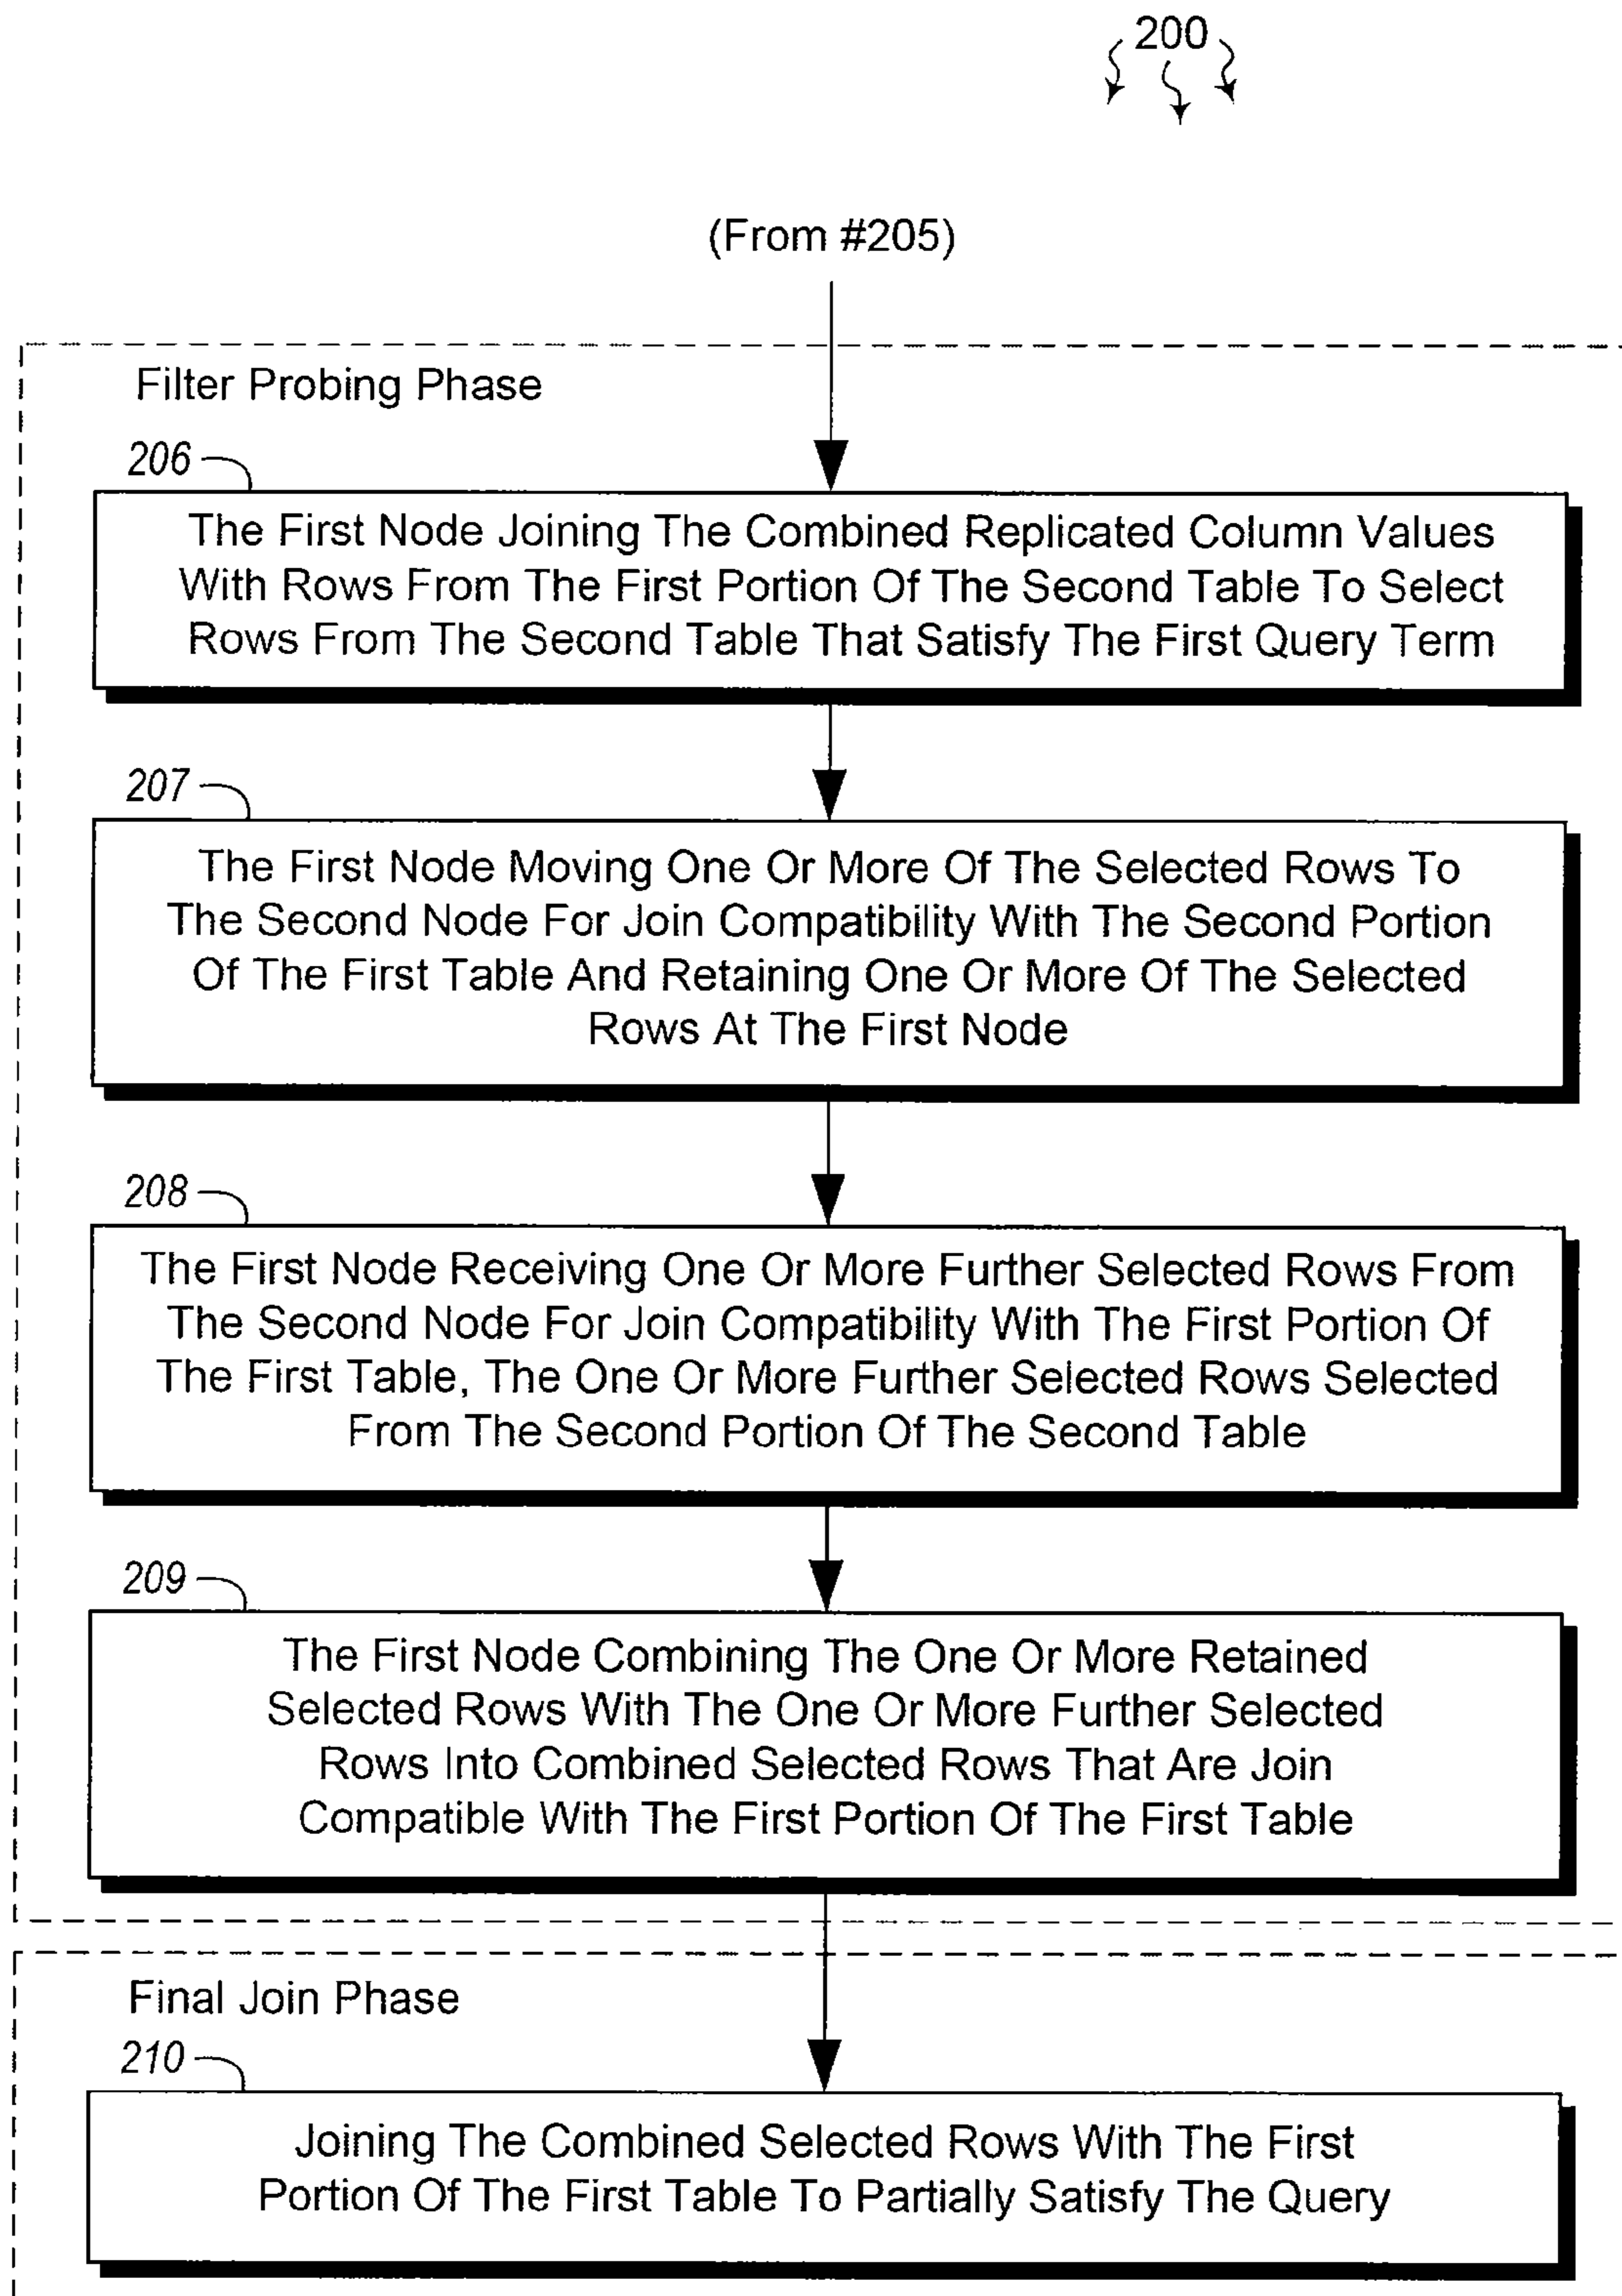 200
(From #205)
Filter Probing Phase
206
The First Node Joining The Combined Replicated Column Values
With Rows From The First Portion Of The Second Table To Select
Rows From The Second Table That Satisfy The First Query Term
207
The First Node Moving One Or More Of The Selected Rows To
The Second Node For Join Compatibility With The Second Portion
Of The First Table And Retaining One Or More Of The Selected
Rows At The First Node
208
The First Node Receiving One Or More Further Selected Rows From
The Second Node For Join Compatibility With The First Portion Of
The First Table, The One Or More Further Selected Rows Selected
From The Second Portion Of The Second Table
209
The First Node Combining The One Or More Retained
Selected Rows With The One Or More Further Selected
Rows Into Combined Selected Rows That Are Join
Compatible With The First Portion Of The First Table
Final Join Phase
210
Joining The Combined Selected Rows With The First
Portion Of The First Table To Partially Satisfy The Query